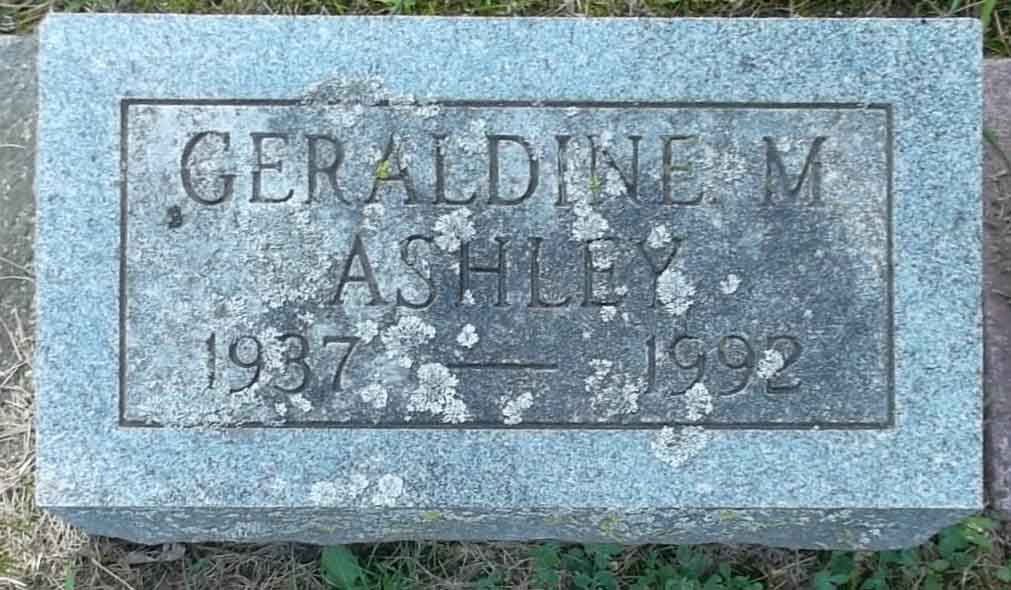 GERALDINE M
ASHLEY
1937 — 1992